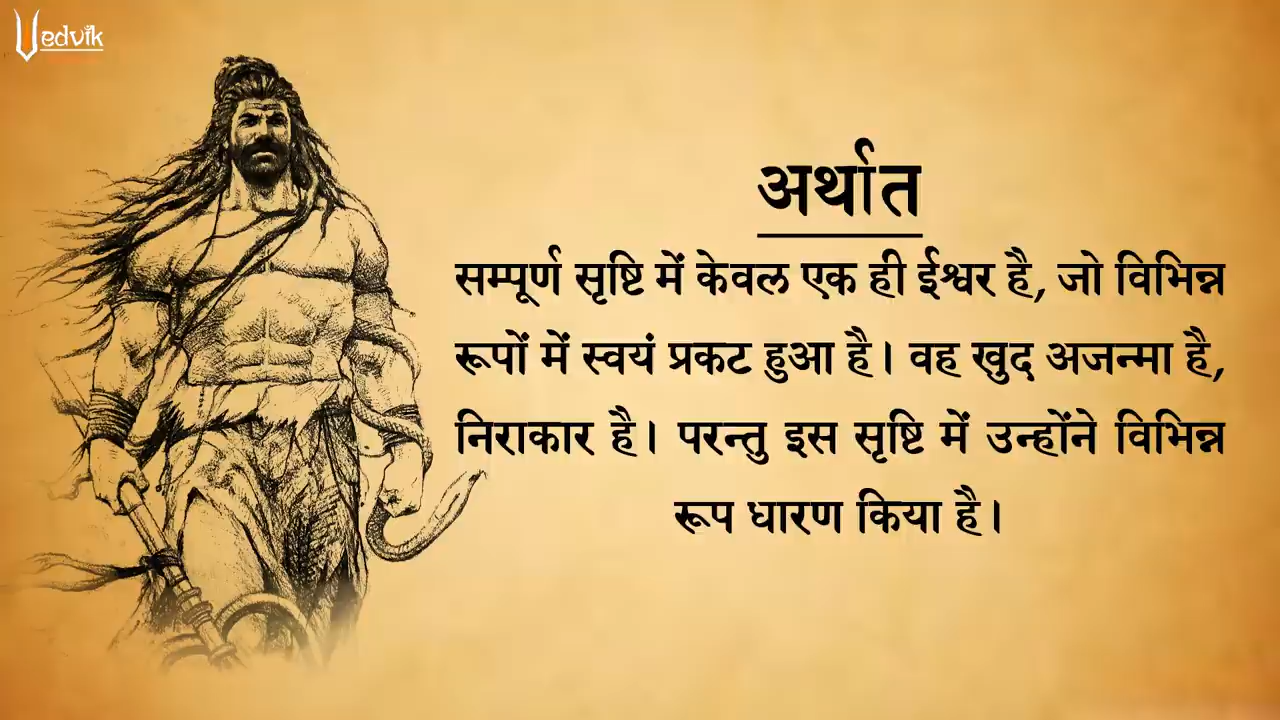 Vedvik
अर्थात
सम्पूर्ण सृष्टि में केवल एक ही ईश्वर है, जो विभिन्न
रूपों में स्वयं प्रकट हुआ है। वह खुद अजन्मा है,
निराकार है। परन्तु इस सृष्टि में उन्होंने विभिन्न
रूप धारण किया है।